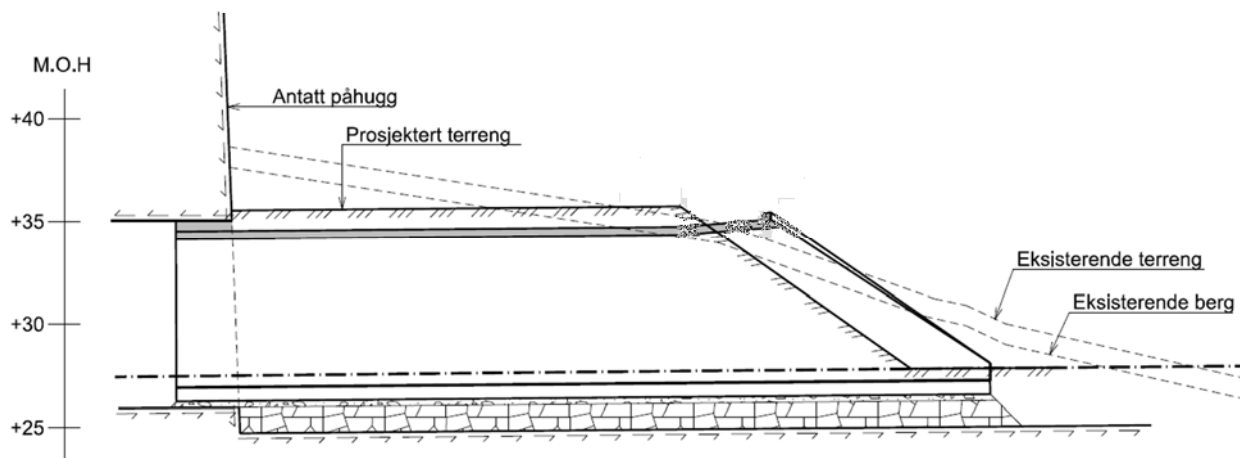 M.O.H
Antatt påhugg
+40
Prosjektert terreng
+35
Eksisterende terreng
Eksisterende berg
+30
+25